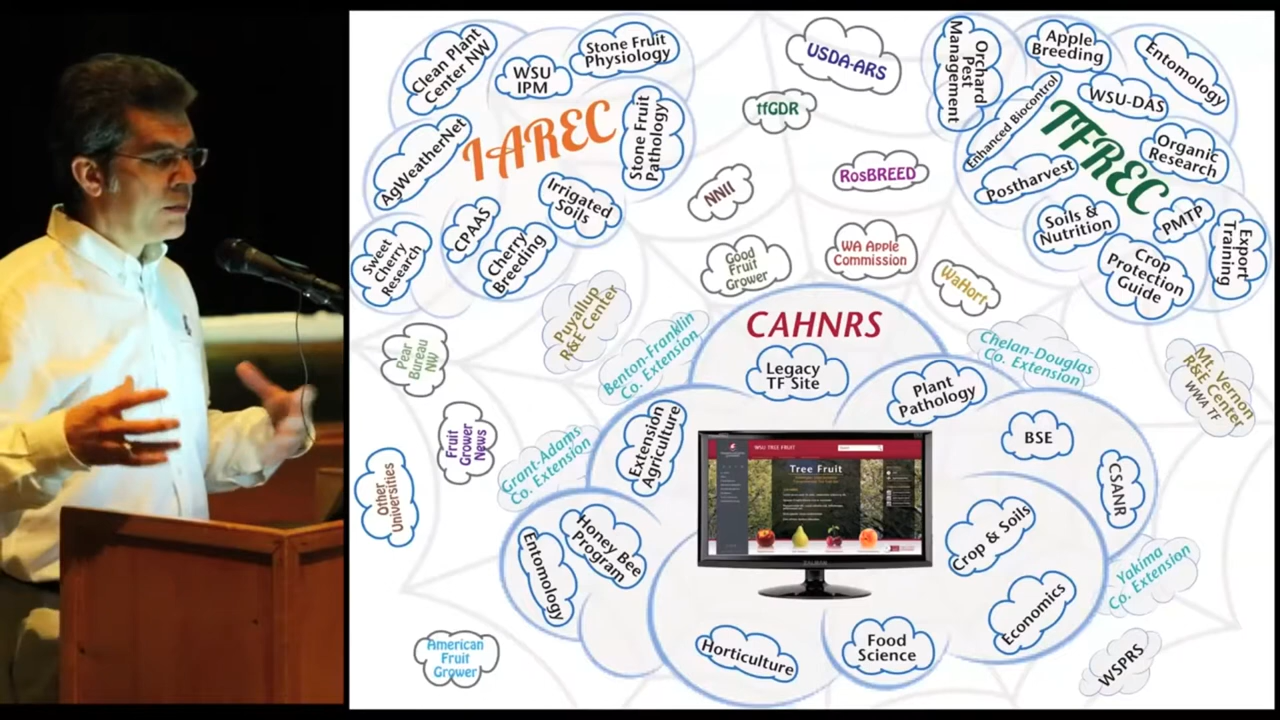 Clean Plant
Center NW
WSU
IPM
Stone Fruit
Physiology
IAREC
Stone Fruit
Pathology
AgWeatherNet
Irrigated
Soils
CPAAS
Cherry
Breeding
Sweet
Cherry
Research
USDA-ARS
tfGDR
NNII
RosBREED
Good
Fruit
Grower
WA Apple
Commission
WaHort
Orchard
Pest
Management
Apple
Breeding
Entomology
WSU-DAS
Enhanced Biocontrol
TFREC
Organic
Research
Postharvest
Soils &
Nutrition
PMTP
Export
Training
Crop
Protection
Guide
Puyallup
R&E Center
Benton-Franklin
Co. Extension
Pear
Bureau
NW
CAHNRS
Legacy
TF Site
Chelan-Douglas
Co. Extension
Mt. Vernon
R&E Center
WWA TF
Plant
Pathology
Fruit
Grower
News
Grant-Adams
Co. Extension
Extension
Agriculture
BSE
CSANR
Other
Universities
WSU TREE FRUIT
Tree Fruit
Entomology
Honey Bee
Program
Crop & Soils
Economics
Yakima
Co. Extension
American
Fruit
Grower
Horticulture
Food
Science
WSPRS